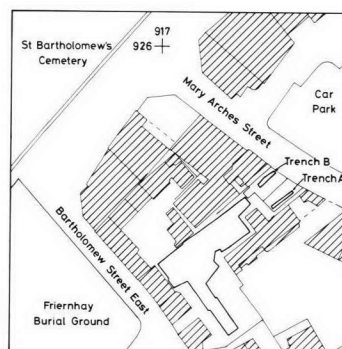 917
926
St Bartholomew's
Cemetery
Mary Arches Street
Car
Park
Trench B
Trench A
Bartholomew Street East
Friernhay
Burial Ground